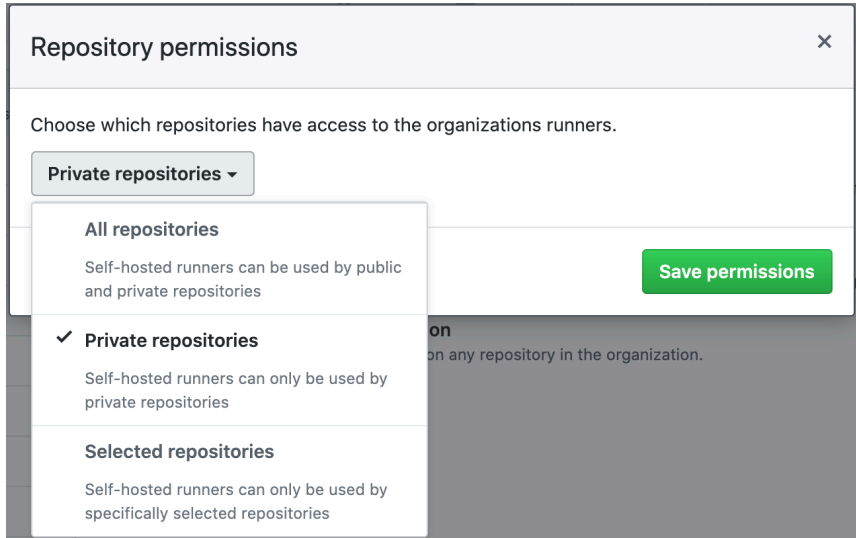 Repository permissions
Choose which repositories have access to the organizations runners.
Private repositories
All repositories
Self-hosted runners can be used by public
and private repositories
Private repositories
Self-hosted runners can only be used by
private repositories
Selected repositories
Self-hosted runners can only be used by
specifically selected repositories
Save permissions
on
on any repository in the organization.